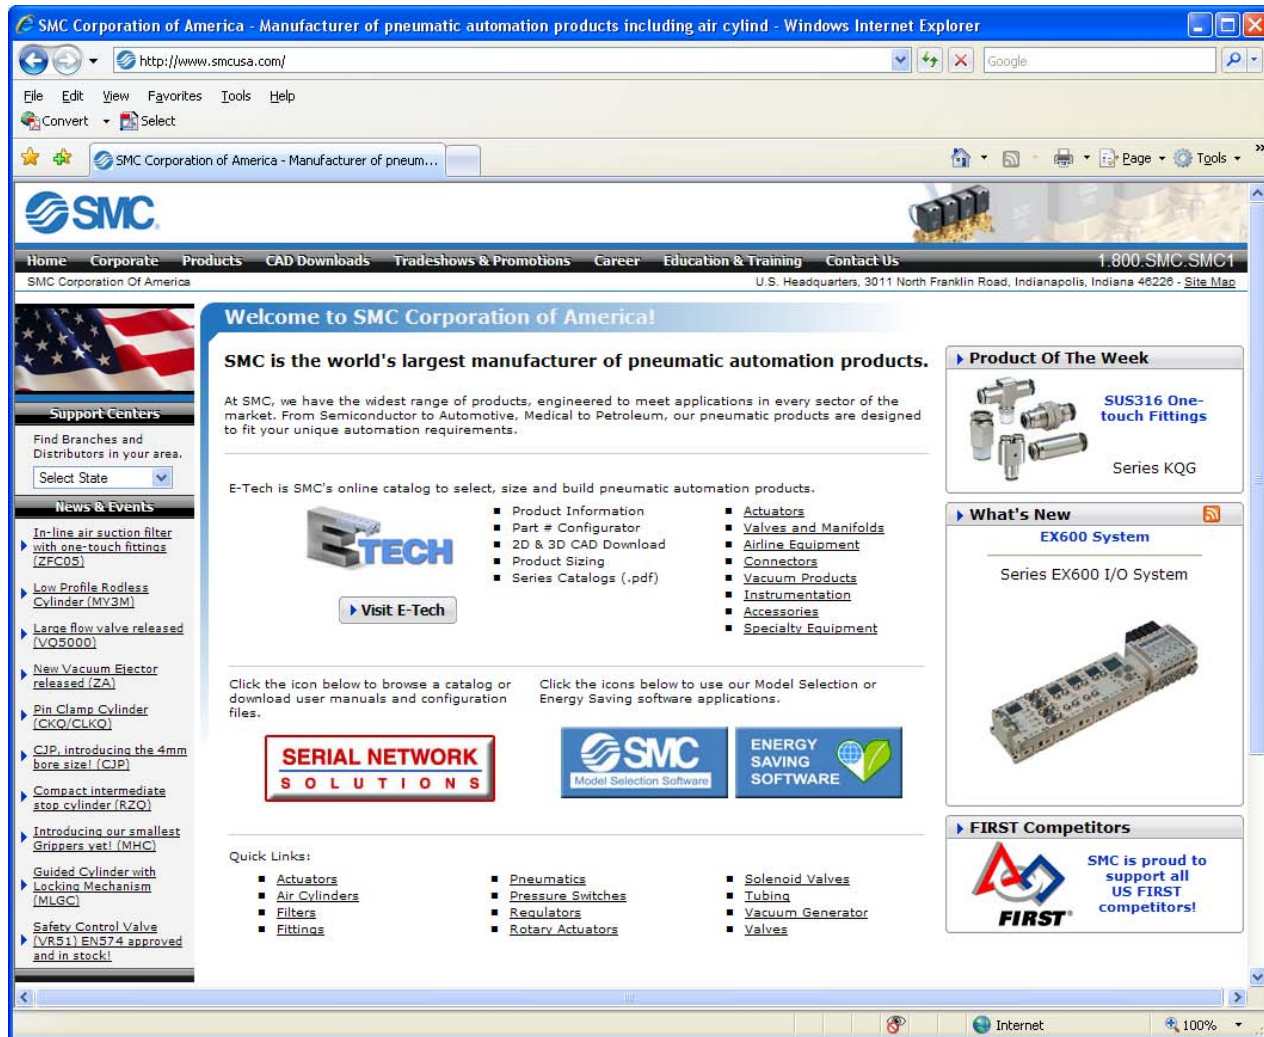 SMC Corporation of America - Manufacturer of pneumatic automation products including air cylind - Windows Internet Explorer
http://www.smcusa.com/
Google
File Edit View Favorites Tools Help
Convert Select
SMC Corporation of America - Manufacturer of pneum...
Page Tools
SMC
Home Corporate Products CAD Downloads Tradeshows & Promotions Career Education & Training Contact Us 1.800.SMC.SMC1
SMC Corporation Of America
U.S. Headquarters, 3011 North Franklin Road, Indianapolis, Indiana 46226 - Site Map
Support Centers
Find Branches and
Distributors in your area.
Select State
News & Events
In-line air suction filter
with one-touch fittings
(ZFC05)
Low Profile Rodless
Cylinder (MY3M)
Large flow valve released
(VQ5000)
New Vacuum Ejector
released (ZA)
Pin Clamp Cylinder
(CKQ/CLKQ)
CJP, introducing the 4mm
bore size! (CJP)
Compact intermediate
stop cylinder (RZQ)
Introducing our smallest
Grippers yet! (MHC)
Guided Cylinder with
Locking Mechanism
(MLGC)
Safety Control Valve
(VR51) EN574 approved
and in stock!
Welcome to SMC Corporation of America!
SMC is the world's largest manufacturer of pneumatic automation products.
At SMC, we have the widest range of products, engineered to meet applications in every sector of the
market. From Semiconductor to Automotive, Medical to Petroleum, our pneumatic products are designed
to fit your unique automation requirements.
E-Tech is SMC's online catalog to select, size and build pneumatic automation products.
ETECH
Visit E-Tech
Product Information
Part # Configurator
2D & 3D CAD Download
Product Sizing
Series Catalogs (.pdf)
Actuators
Valves and Manifolds
Airline Equipment
Connectors
Vacuum Products
Instrumentation
Accessories
Specialty Equipment
Click the icon below to browse a catalog or
download user manuals and configuration
files.
SERIAL NETWORK
SOLUTIONS
Click the icons below to use our Model Selection or
Energy Saving software applications.
SMC
Model Selection Software
ENERGY
SAVING
SOFTWARE
Quick Links:
Actuators
Air Cylinders
Filters
Fittings
Pneumatics
Pressure Switches
Regulators
Rotary Actuators
Solenoid Valves
Tubing
Vacuum Generator
Valves
Product Of The Week
SUS316 One-
touch Fittings
Series KQG
What's New
EX600 System
Series EX600 I/O System
FIRST Competitors
FIRST
SMC is proud to
support all
US FIRST
competitors!
Internet
100%